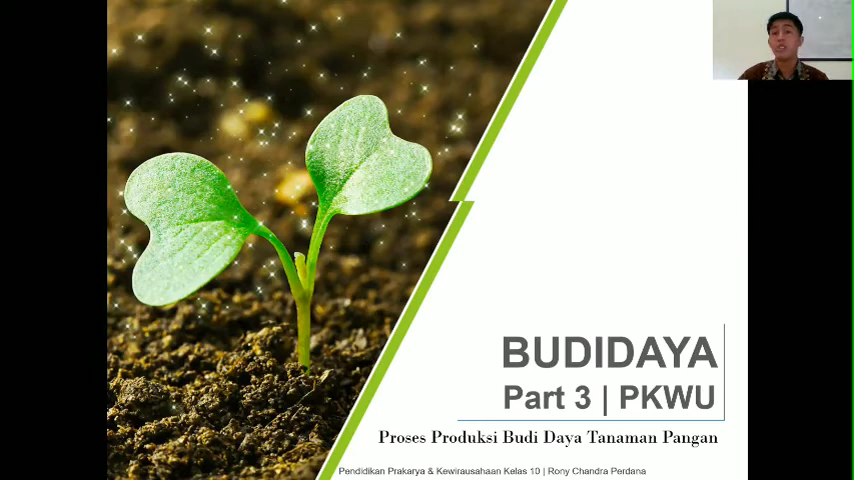 BUDIDAYA
Part 3 | PKWU
Proses Produksi Budi Daya Tanaman Pangan
Pendidikan Prakarya & Kewirausahaan Kelas 10 | Rony Chandra Perdana